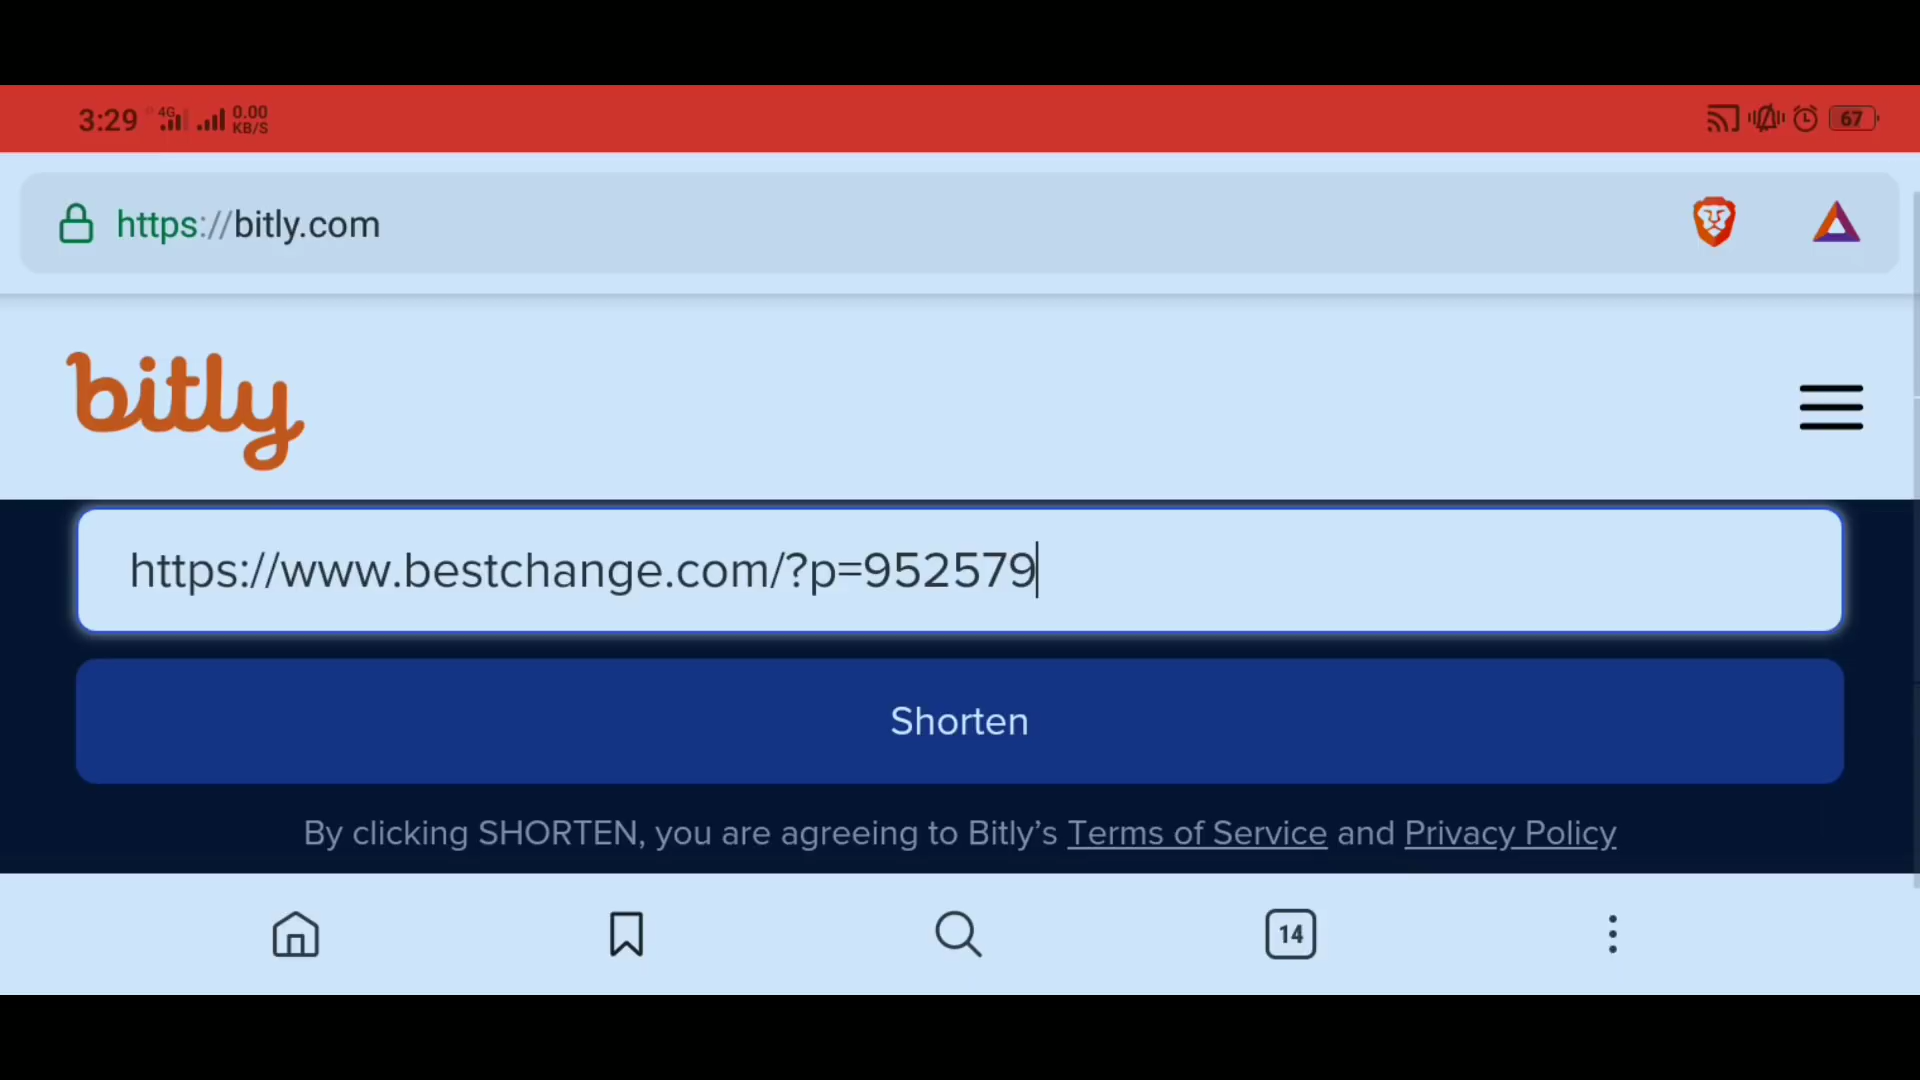 3:29 4G 0.00 KB/S 67
https://bitly.com
bitly
https://www.bestchange.com/?p=952579
Shorten
By clicking SHORTEN, you are agreeing to Bitly’s Terms of Service and Privacy Policy
14